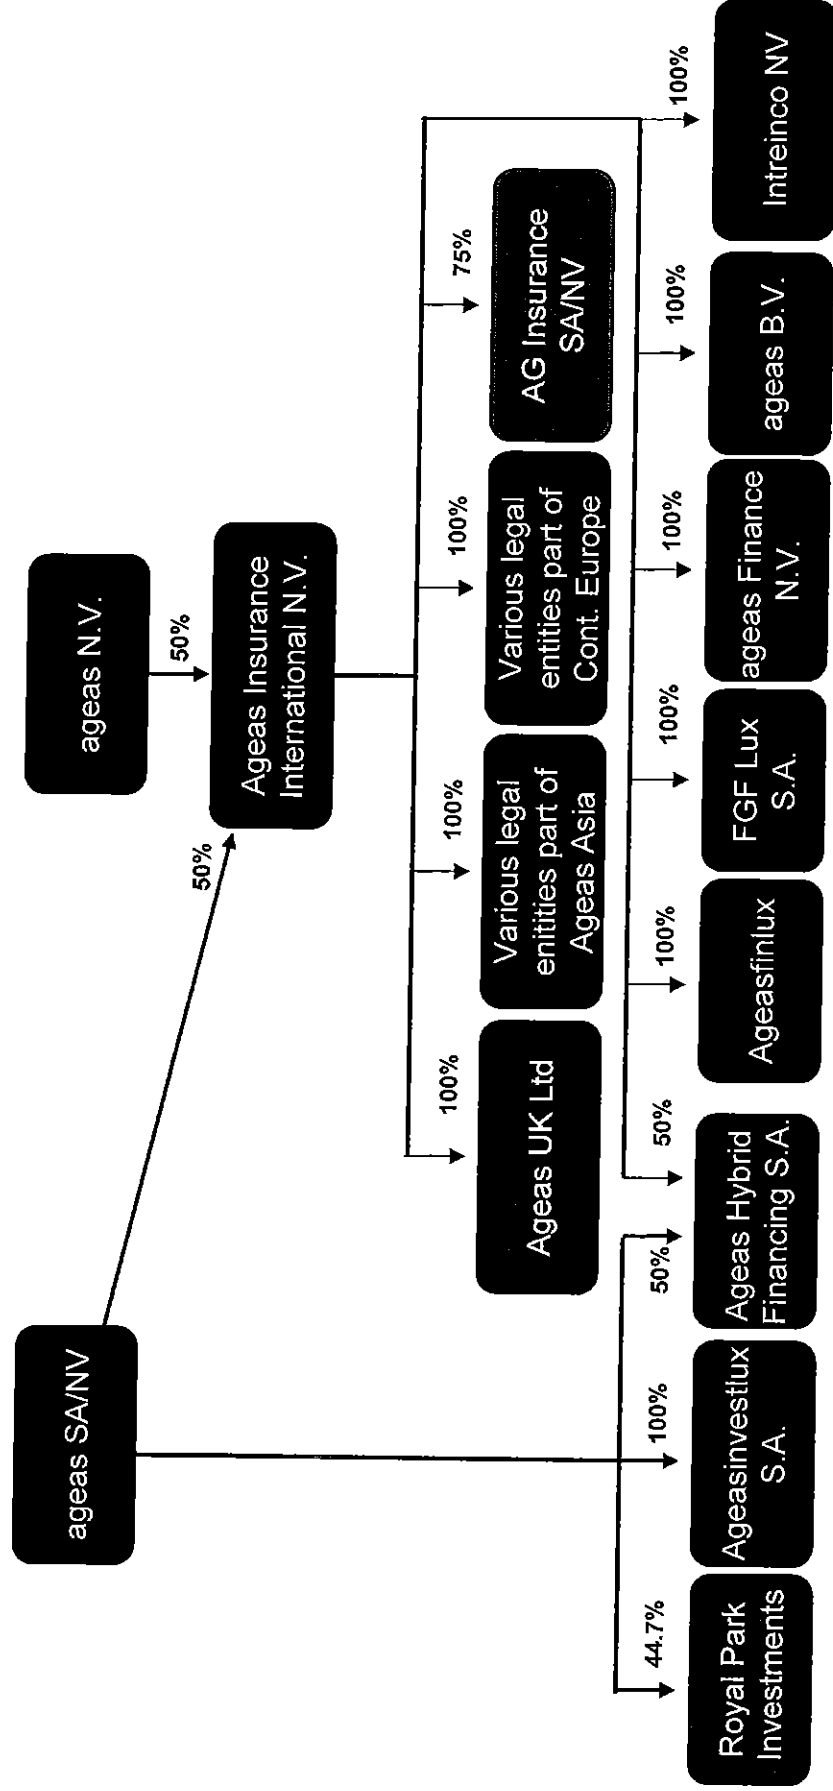 ageas SA/NV
ageas N.V.
50%
50%
Ageas Insurance
International N.V.
100%
100%
100%
75%
Ageas UK Ltd
Various legal
enitities part of
Ageas Asia
Various legal
entities part of
Cont. Europe
AG Insurance
SA/NV
44.7%
100%
50%
50%
100%
100%
100%
100%
100%
Royal Park
Investments
Ageasinvestlux
S.A.
Ageas Hybrid
Financing S.A.
Ageasfinlux
FGF Lux
S.A.
ageas Finance
N.V.
ageas B.V.
Intreinco NV